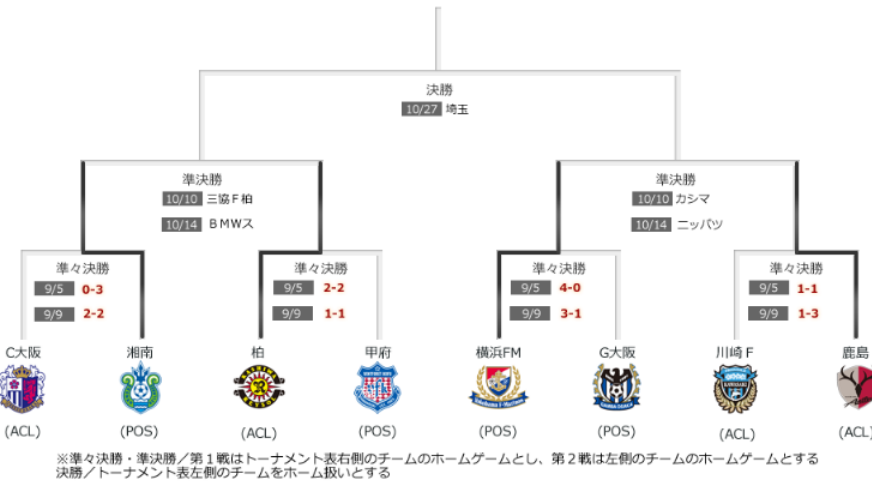 決勝
10/27 埼玉
準決勝 準決勝
10/10 三協Ｆ柏 10/10 カシマ
10/14 ＢＭＷス 10/14 ニッパツ
準々決勝 準々決勝 準々決勝 準々決勝
9/5 0-3 9/5 2-2 9/5 4-0 9/5 1-1
9/9 2-2 9/9 1-1 9/9 3-1 9/9 1-3
C大阪 湘南 柏 甲府 横浜FM G大阪 川崎Ｆ 鹿島
(ACL) (POS) (ACL) (POS) (POS) (POS) (ACL) (ACL)
※準々決勝・準決勝／第１戦はトーナメント表右側のチームのホームゲームとし、第２戦は左側のチームのホームゲームとする
決勝／トーナメント表左側のチームをホーム扱いとする